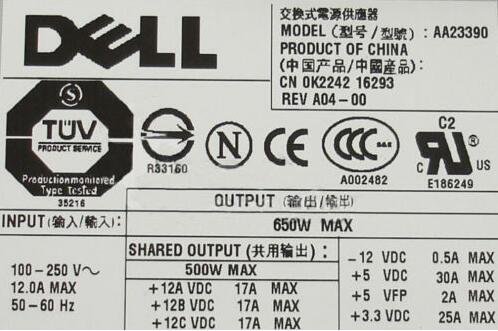 DELL
交換式電源供應器
MODEL (型号/型號): AA23390
PRODUCT OF CHINA
(中国产品/中國產品):
CN 0K2242 16293
REV A04-00
S
TÜV
PRODUCT SERVICE
Productionmonitored
Type Tested
35216
R33160
N
CE
CCC
S&E
A002482
C2
C
US
E186249
OUTPUT (输出/輸出)
INPUT(输入/輸入):
650W MAX
SHARED OUTPUT (共用输出):
500W MAX
100-250 V~
12.0A MAX
50-60 Hz
+12A VDC 17A MAX
+12B VDC 17A MAX
+12C VDC 17A MAX
-12 VDC 0.5A MAX
+5 VDC 30A MAX
+5 VFP 2A MAX
+3.3 VDC 25A MAX